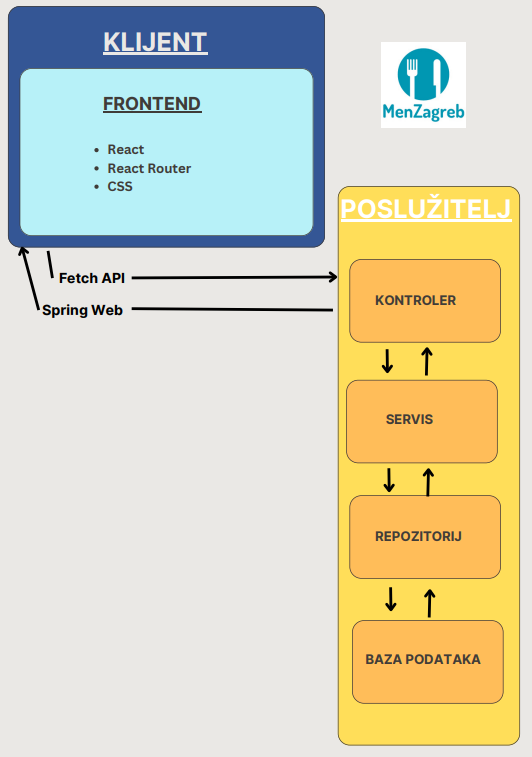 KLIJENT
FRONTEND
React
React Router
CSS
MenZagreb
POSLUŽITELJ
Fetch API
Spring Web
KONTROLER
SERVIS
REPOZITORIJ
BAZA PODATAKA